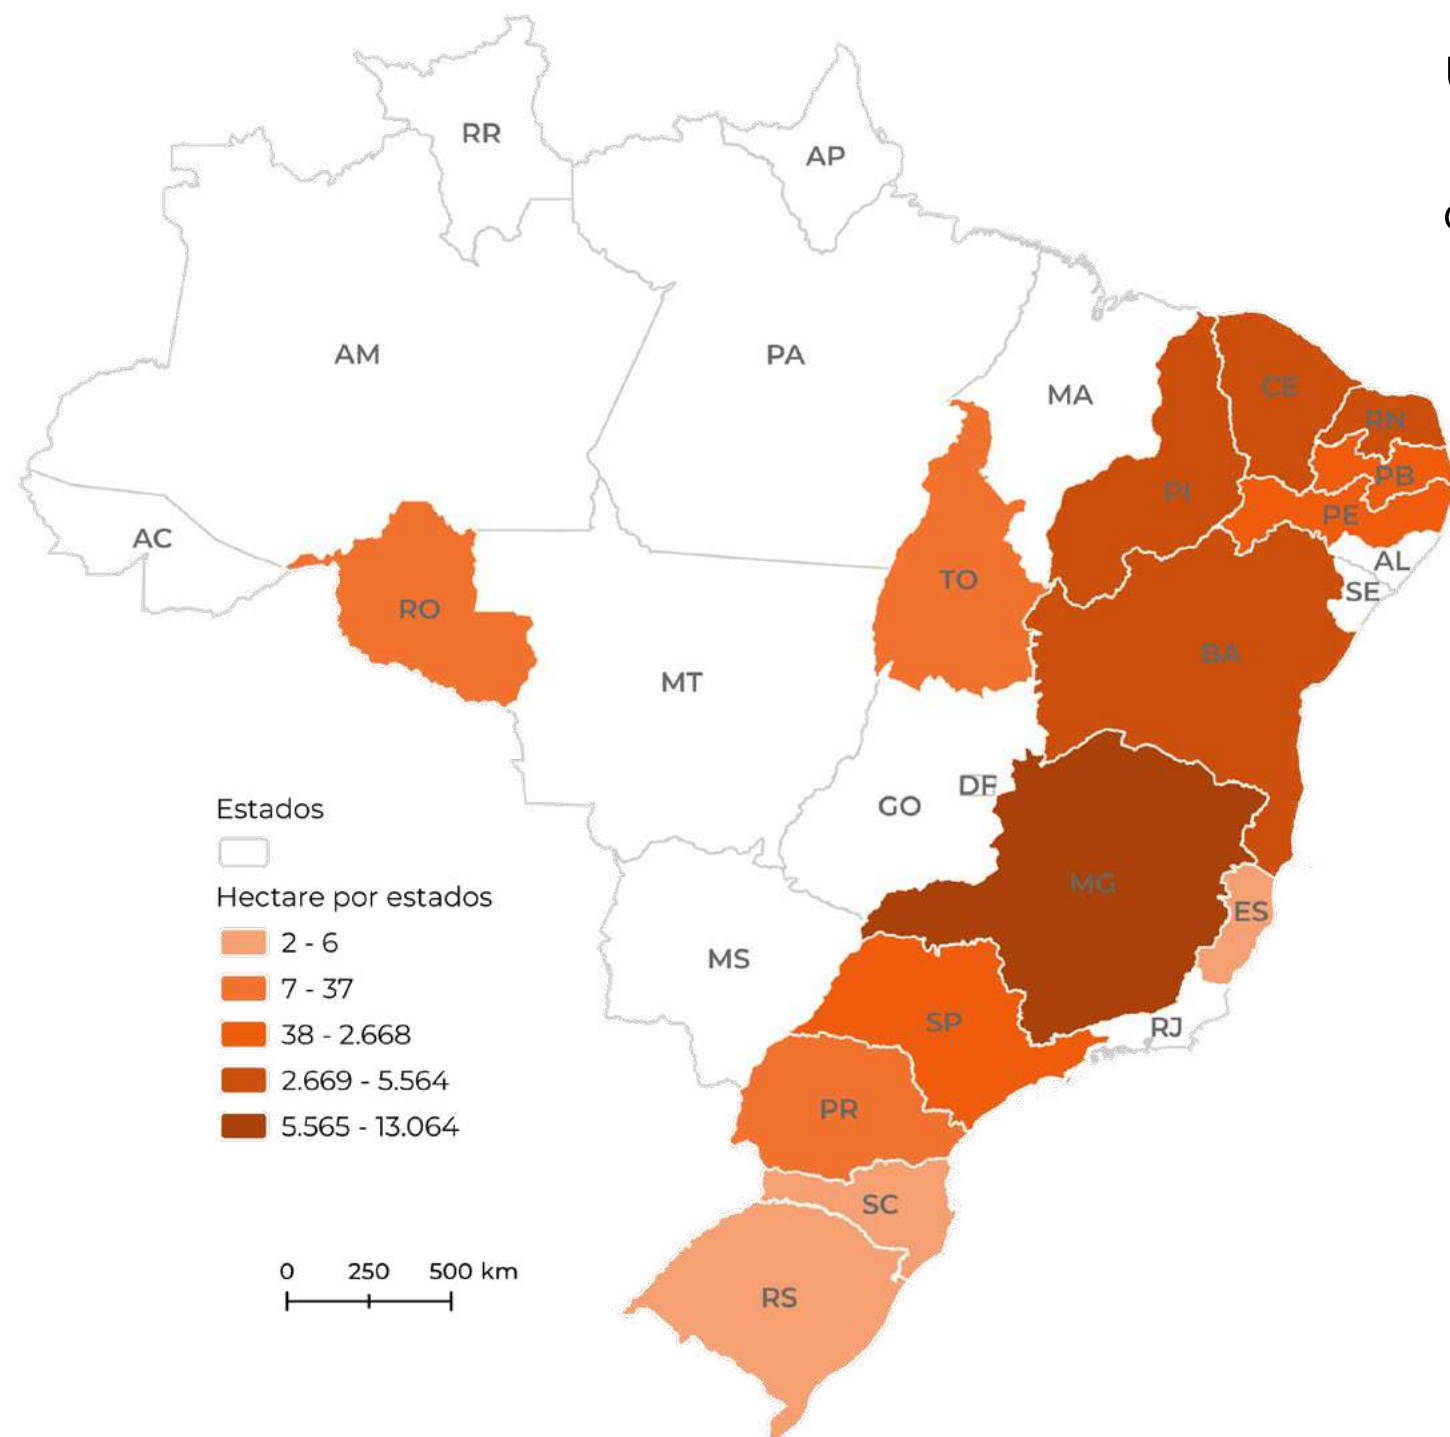 RR
AP
AM
PA
MA
CE
RN
PI
PB
PE
AC
AL
TO
SE
RO
BA
MT
DF
GO
Estados
MG
Hectare por estados
ES
2 - 6
MS
7 - 37
SP
RJ
38 - 2.668
2.669 - 5.564
PR
5.565 - 13.064
SC
0 250 500 km
RS